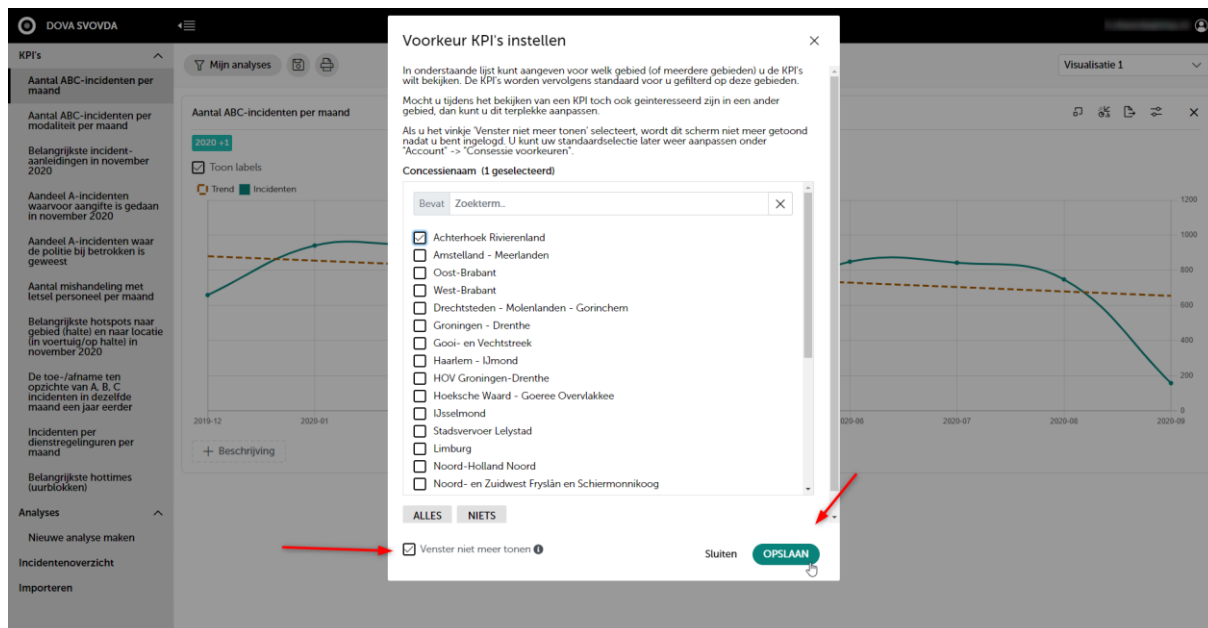 DOVA SVOVDA
KPI's
Aantal ABC-incidenten per
maand
Aantal ABC-incidenten per
modaliteit per maand
Belangrijkste incident-
aanleidingen in november
2020
Aandeel A-incidenten
waarvoor aangifte is gedaan
in november 2020
Aandeel A-incidenten waar
de politie bij betrokken is
geweest
Aantal mishandeling met
letsel personeel per maand
Belangrijkste hotspots naar
gebied (halte) en naar locatie
(in voertuig/op halte) in
november 2020
De toe-/afname ten
opzichte van A, B, C
incidenten in dezelfde
maand een jaar eerder
Incidenten per
dienstregelinguren per
maand
Belangrijkste hottimes
(uurblokken)
Analyses
Nieuwe analyse maken
Incidentenoverzicht
Importeren
Mijn analyses
Visualisatie 1
Aantal ABC-incidenten per maand
2020 +1
Toon labels
Trend Incidenten
1200
1000
800
600
400
200
0
2019-12 2020-01 2020-06 2020-07 2020-08 2020-09
+ Beschrijving
Voorkeur KPI's instellen
In onderstaande lijst kunt aangeven voor welk gebied (of meerdere gebieden) u de KPI's
wilt bekijken. De KPI's worden vervolgens standaard voor u gefilterd op deze gebieden.
Mocht u tijdens het bekijken van een KPI toch ook geinteresseerd zijn in een ander
gebied, dan kunt u dit terplekke aanpassen.
Als u het vinkje 'Venster niet meer tonen' selecteert, wordt dit scherm niet meer getoond
nadat u bent ingelogd. U kunt uw standaardselectie later weer aanpassen onder
"Account" -> "Consessie voorkeuren".
Concessienaam (1 geselecteerd)
Bevat Zoekterm..
Achterhoek Rivierenland
Amstelland - Meerlanden
Oost-Brabant
West-Brabant
Drechtsteden - Molenlanden - Gorinchem
Groningen - Drenthe
Gooi- en Vechtstreek
Haarlem - IJmond
HOV Groningen-Drenthe
Hoeksche Waard - Goeree Overvlakkee
IJsselmond
Stadsvervoer Lelystad
Limburg
Noord-Holland Noord
Noord- en Zuidwest Fryslân en Schiermonnikoog
ALLES NIETS
Venster niet meer tonen
Sluiten OPSLAAN